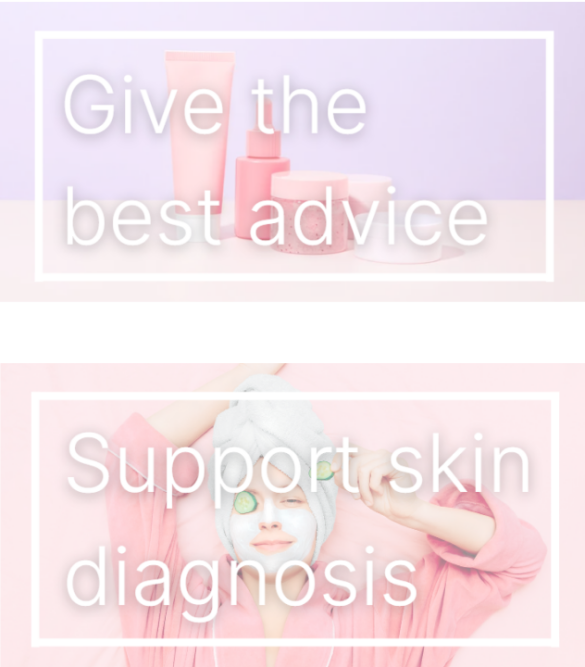 Give the
best advice
Support skin
diagnosis